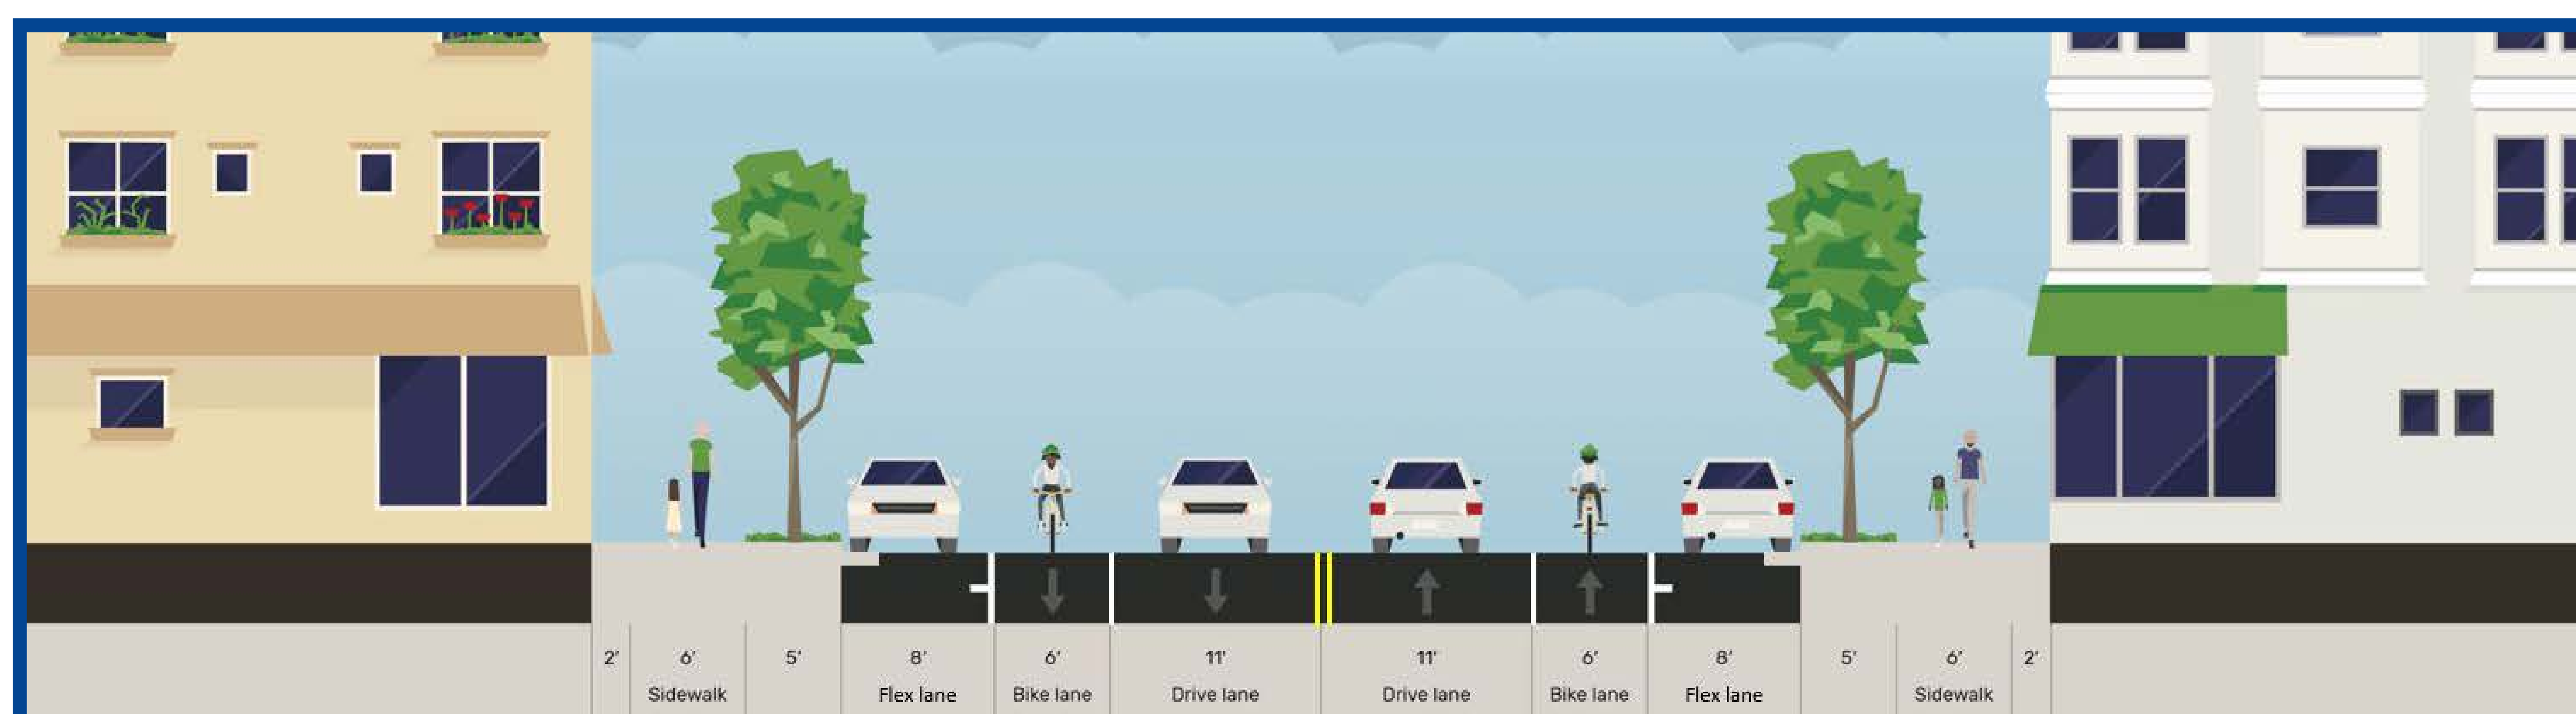 2' 6' 5' 8' 6' 11' 11' 6' 8' 5' 6' 2'
Sidewalk Flex lane Bike lane Drive lane Drive lane Bike lane Flex lane Sidewalk